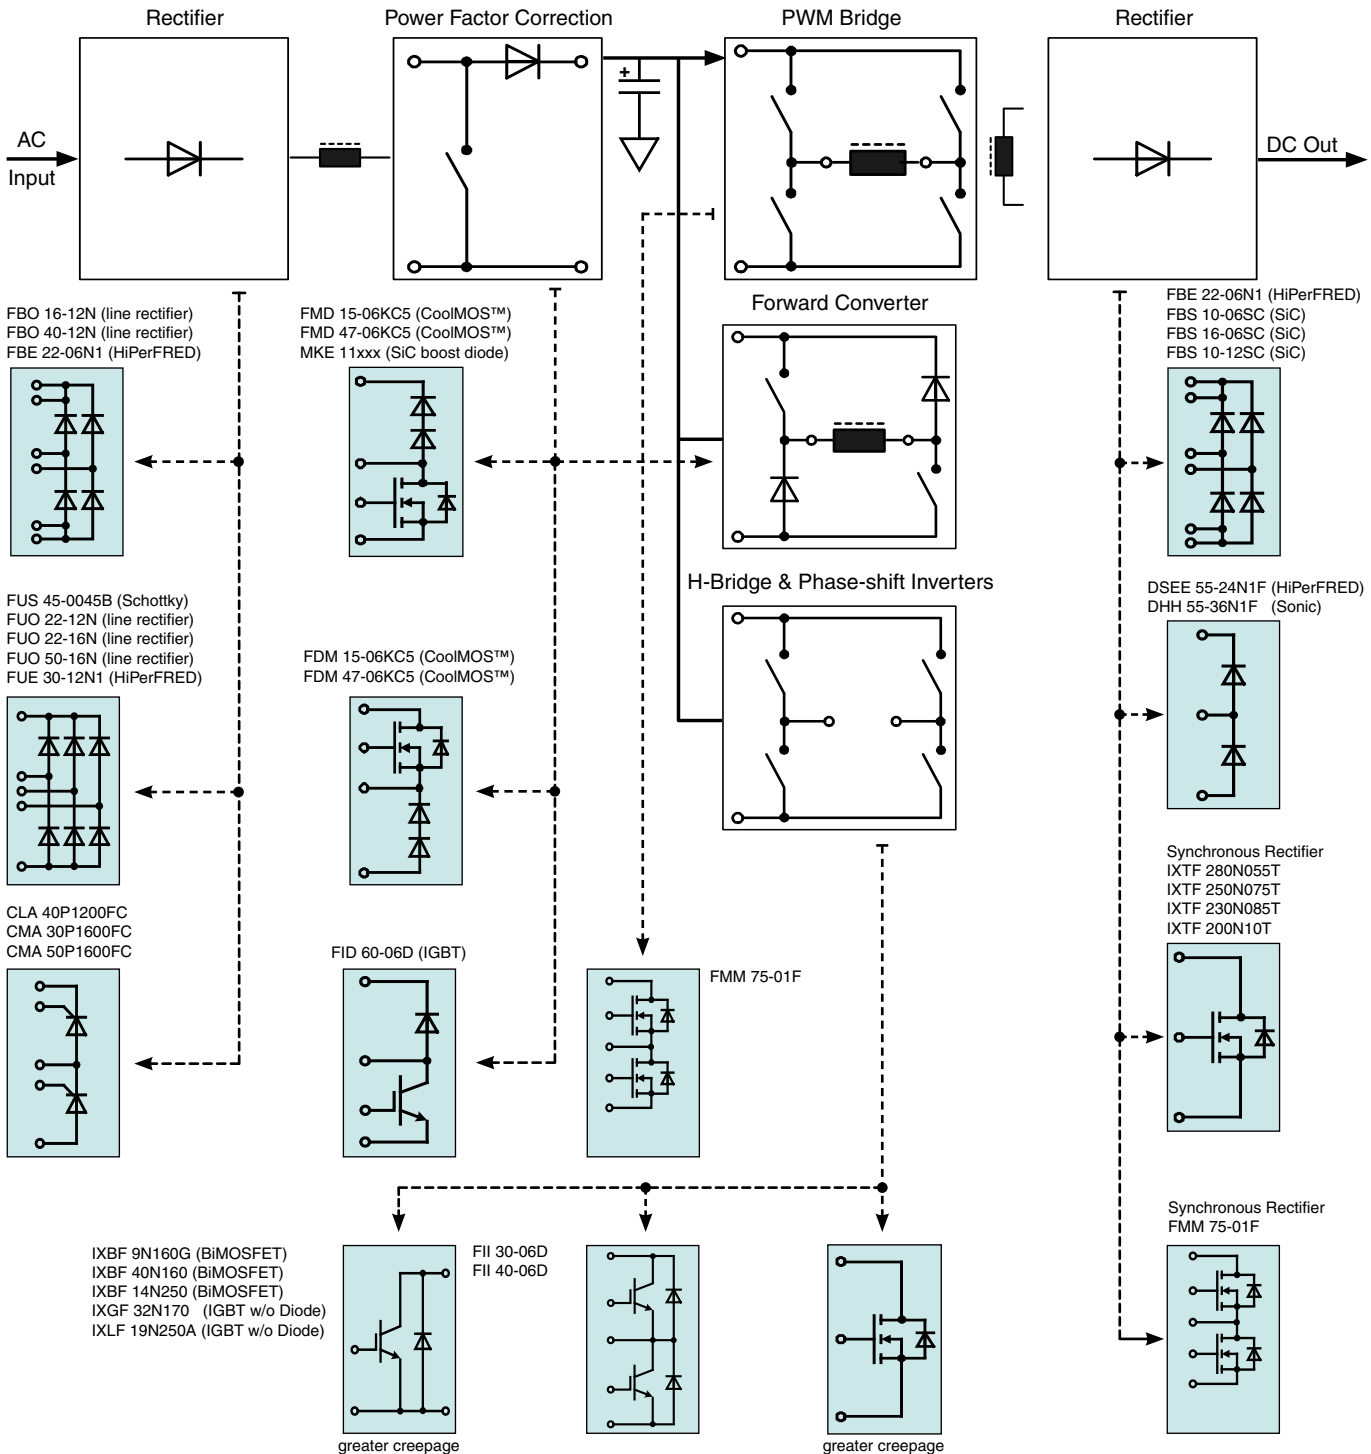 Rectifier
Power Factor Correction
PWM Bridge
Rectifier
+
AC
Input
DC Out
FBO 16-12N (line rectifier)
FBO 40-12N (line rectifier)
FBE 22-06N1 (HiPerFRED)
FMD 15-06KC5 (CoolMOS™)
FMD 47-06KC5 (CoolMOS™)
MKE 11xxx (SiC boost diode)
Forward Converter
FBE 22-06N1 (HiPerFRED)
FBS 10-06SC (SiC)
FBS 16-06SC (SiC)
FBS 10-12SC (SiC)
H-Bridge & Phase-shift Inverters
FUS 45-0045B (Schottky)
FUO 22-12N (line rectifier)
FUO 22-16N (line rectifier)
FUO 50-16N (line rectifier)
FUE 30-12N1 (HiPerFRED)
FDM 15-06KC5 (CoolMOS™)
FDM 47-06KC5 (CoolMOS™)
DSEE 55-24N1F (HiPerFRED)
DHH 55-36N1F (Sonic)
Synchronous Rectifier
IXTF 280N055T
IXTF 250N075T
IXTF 230N085T
IXTF 200N10T
CLA 40P1200FC
CMA 30P1600FC
CMA 50P1600FC
FID 60-06D (IGBT)
FMM 75-01F
Synchronous Rectifier
FMM 75-01F
IXBF 9N160G (BiMOSFET)
IXBF 40N160 (BiMOSFET)
IXBF 14N250 (BiMOSFET)
IXGF 32N170 (IGBT w/o Diode)
IXLF 19N250A (IGBT w/o Diode)
FII 30-06D
FII 40-06D
greater creepage
greater creepage